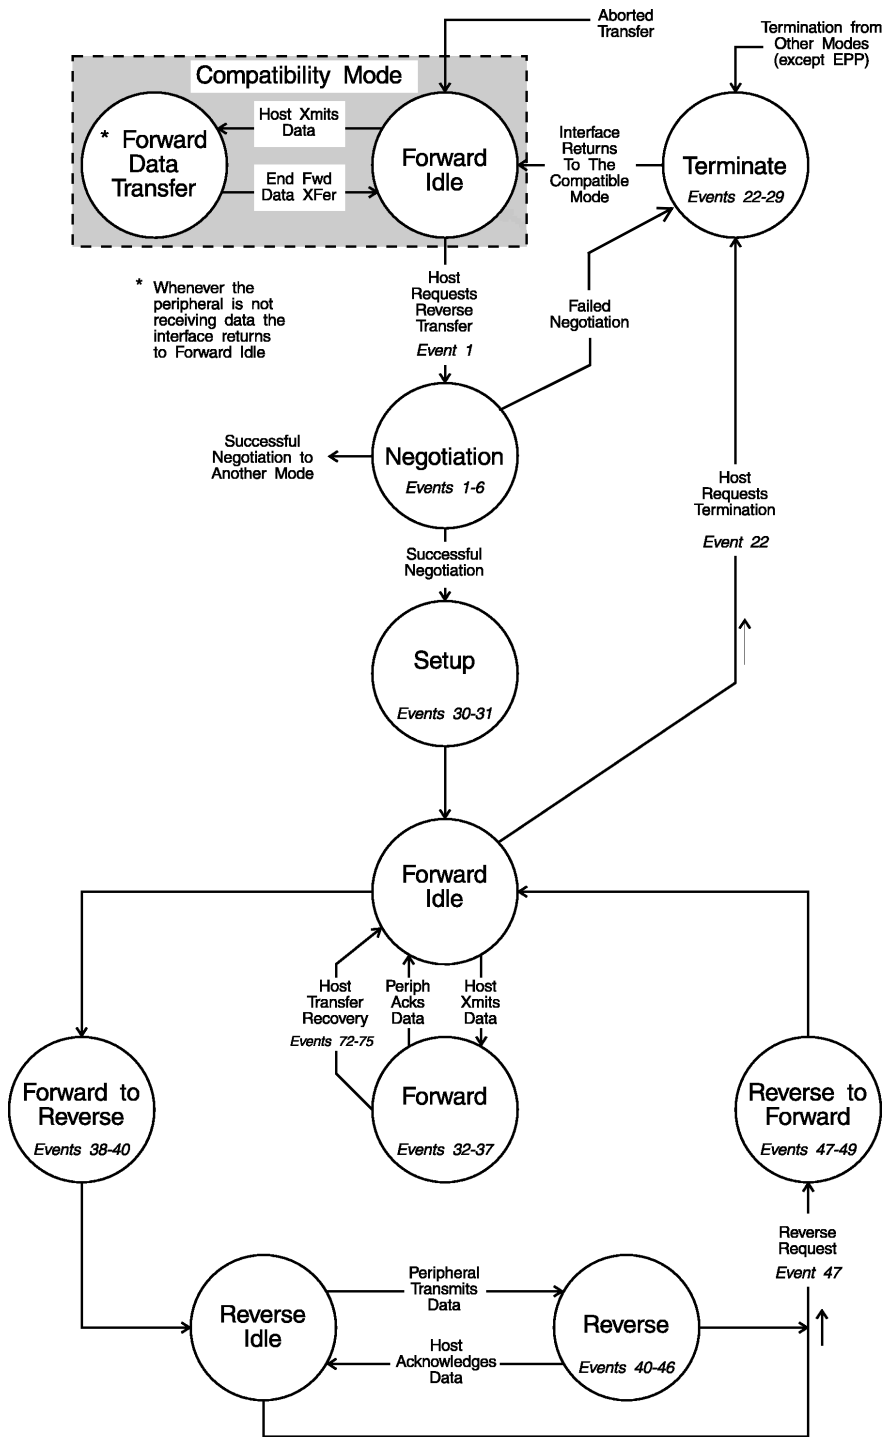 Aborted
Transfer
Termination from
Other Modes
(except EPP)
Compatibility Mode
* Forward
Data
Transfer
Host Xmits
Data
End Fwd
Data XFer
Forward
Idle
Interface
Returns
To The
Compatible
Mode
Terminate
Events 22-29
* Whenever the
peripheral is not
receiving data the
interface returns
to Forward Idle
Host
Requests
Reverse
Transfer
Event 1
Failed
Negotiation
Successful
Negotiation to
Another Mode
Negotiation
Events 1-6
Host
Requests
Termination
Event 22
Successful
Negotiation
Setup
Events 30-31
Forward
Idle
Host
Transfer
Recovery
Events 72-75
Periph
Acks
Data
Host
Xmits
Data
Forward to
Reverse
Events 38-40
Forward
Events 32-37
Reverse to
Forward
Events 47-49
Reverse
Request
Event 47
Reverse
Idle
Peripheral
Transmits
Data
Host
Acknowledges
Data
Reverse
Events 40-46